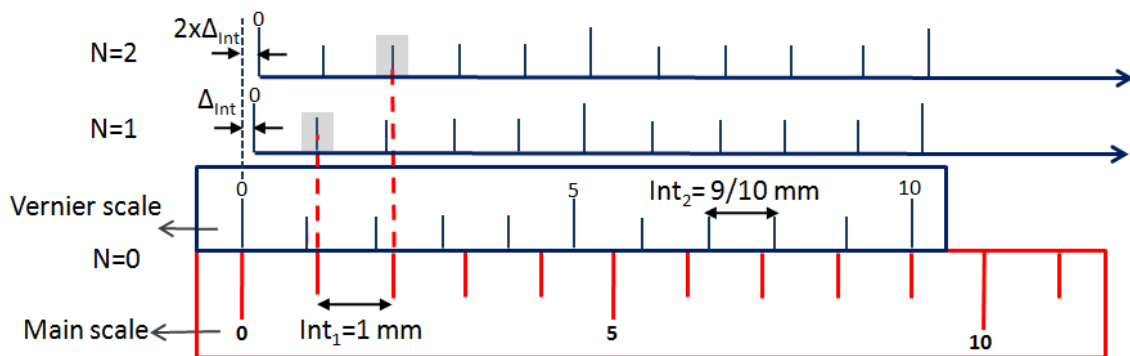 0
2xΔInt
N=2
0
ΔInt
N=1
0 5 10
Int₂= 9/10 mm
Vernier scale
N=0
Int₁=1 mm
Main scale
0 5 10